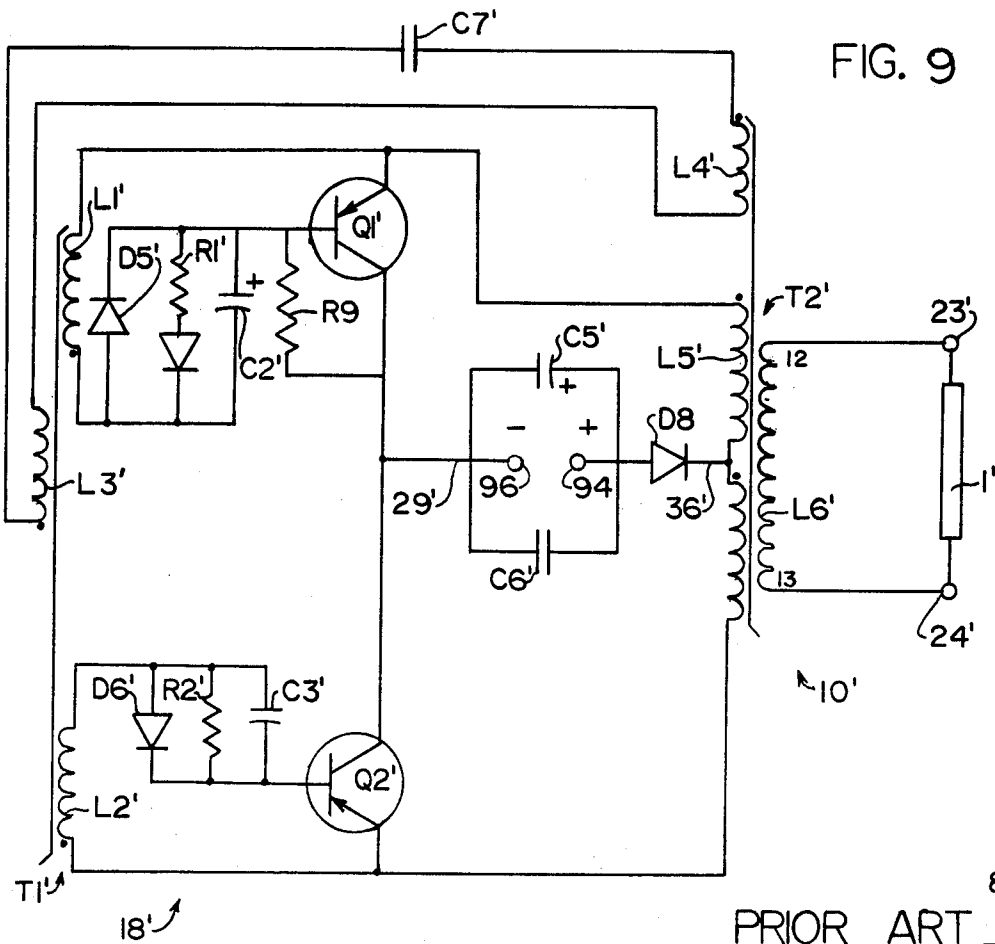 C7'
FIG. 9
L4'
L1'
D5'
R1'
Q1'
+
C2'
R9
T2'
23'
C5'
+
L5'
12
D8
-
+
L3'
29'
96
94
36'
1'
L6'
C6'
13
24'
10'
D6'
R2'
C3'
Q2'
L2'
T1'
18'
PRIOR ART